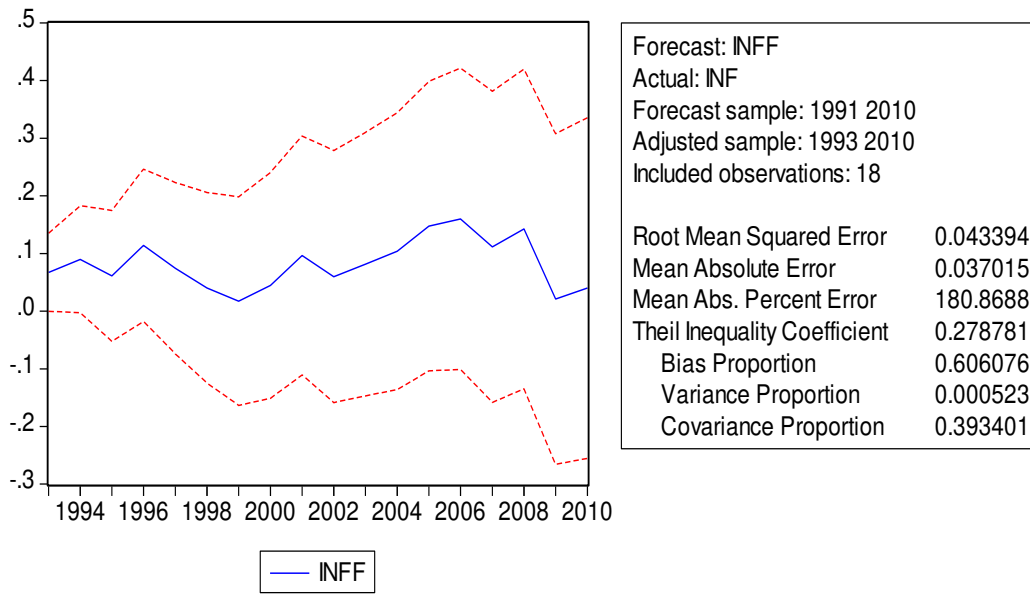 .5
.4
.3
.2
.1
.0
-.1
-.2
-.3
1994 1996 1998 2000 2002 2004 2006 2008 2010
INFF
Forecast: INFF
Actual: INF
Forecast sample: 1991 2010
Adjusted sample: 1993 2010
Included observations: 18
Root Mean Squared Error 0.043394
Mean Absolute Error 0.037015
Mean Abs. Percent Error 180.8688
Theil Inequality Coefficient 0.278781
Bias Proportion 0.606076
Variance Proportion 0.000523
Covariance Proportion 0.393401